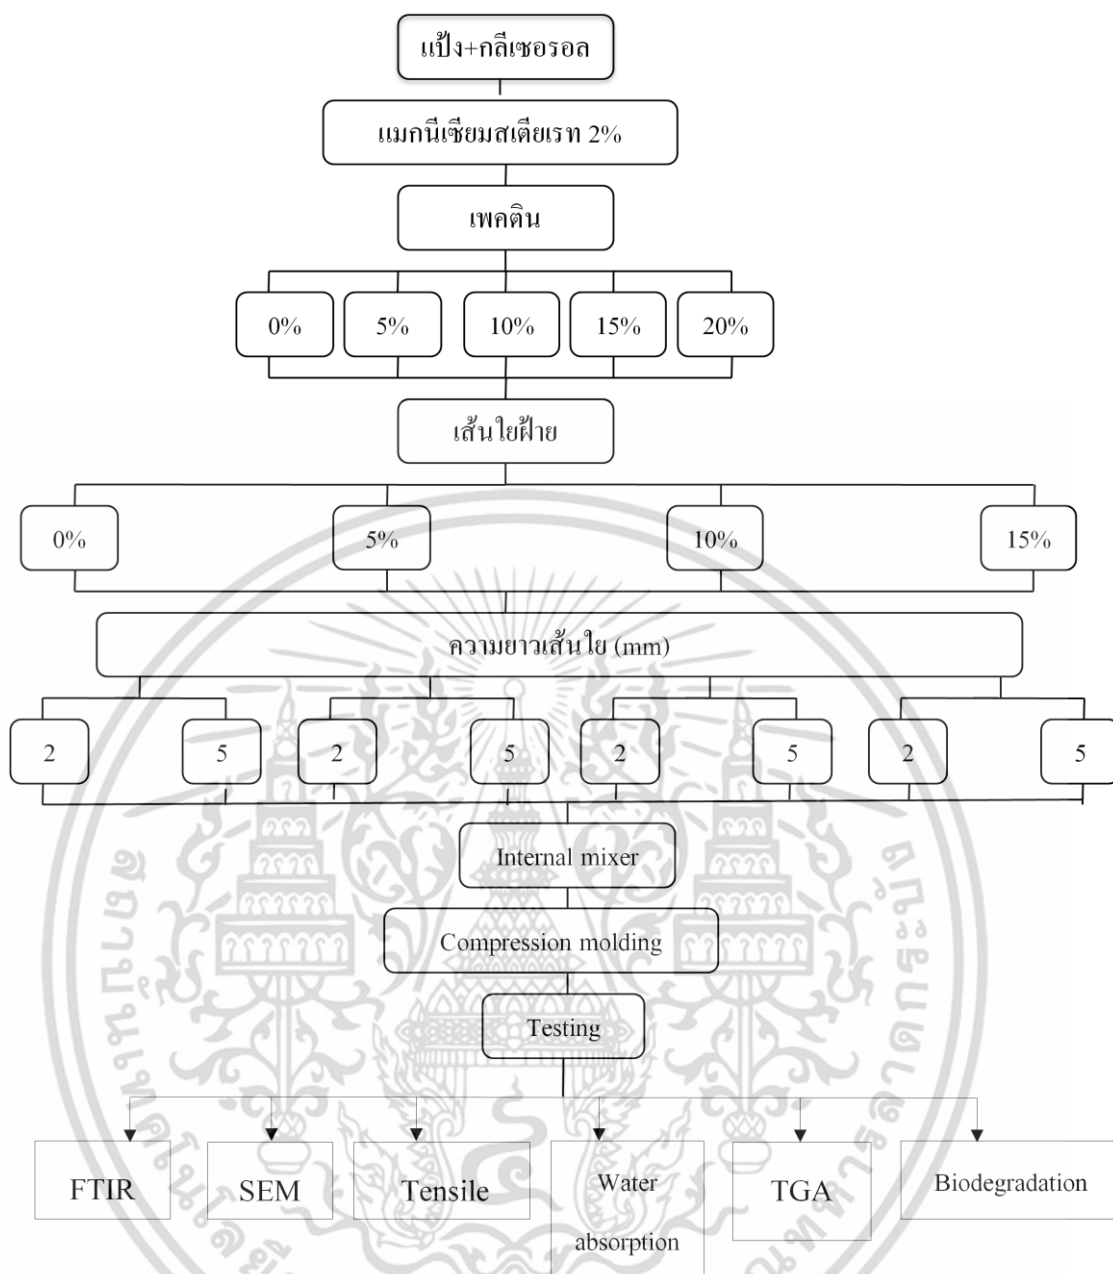 แป้ง+กลีเซอรอล
แมกนีเซียมสเตียเรท 2%
เพคติน
0% 5% 10% 15% 20%
เส้นใยฝ้าย
0% 5% 10% 15%
ความยาวเส้นใย (mm)
2 5 2 5 2 5 2 5
Internal mixer
Compression molding
Testing
FTIR SEM Tensile Water TGA Biodegradation
absorption